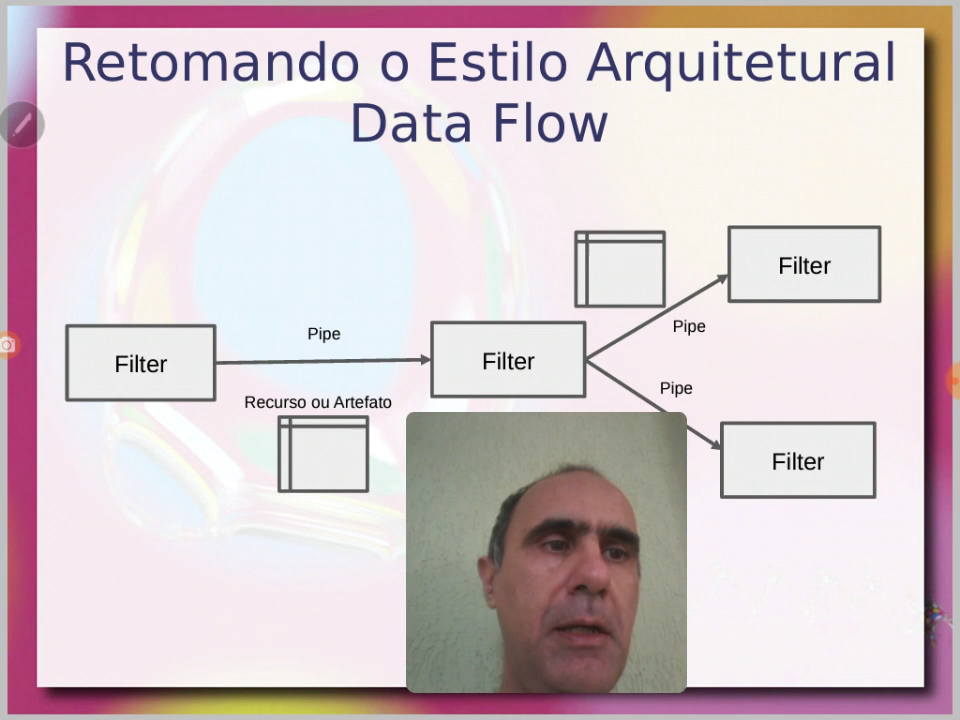 Retomando o Estilo Arquitetural
Data Flow
Filter
Pipe
Pipe
Filter
Filter
Recurso ou Artefato
Pipe
Filter